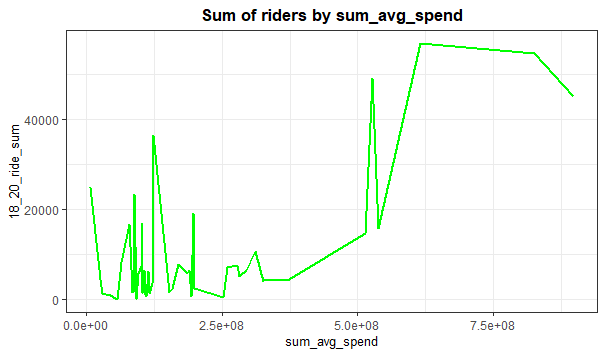 Sum of riders by sum_avg_spend
18_20_ride_sum
40000
20000
0
0.0e+00 2.5e+08 5.0e+08 7.5e+08
sum_avg_spend